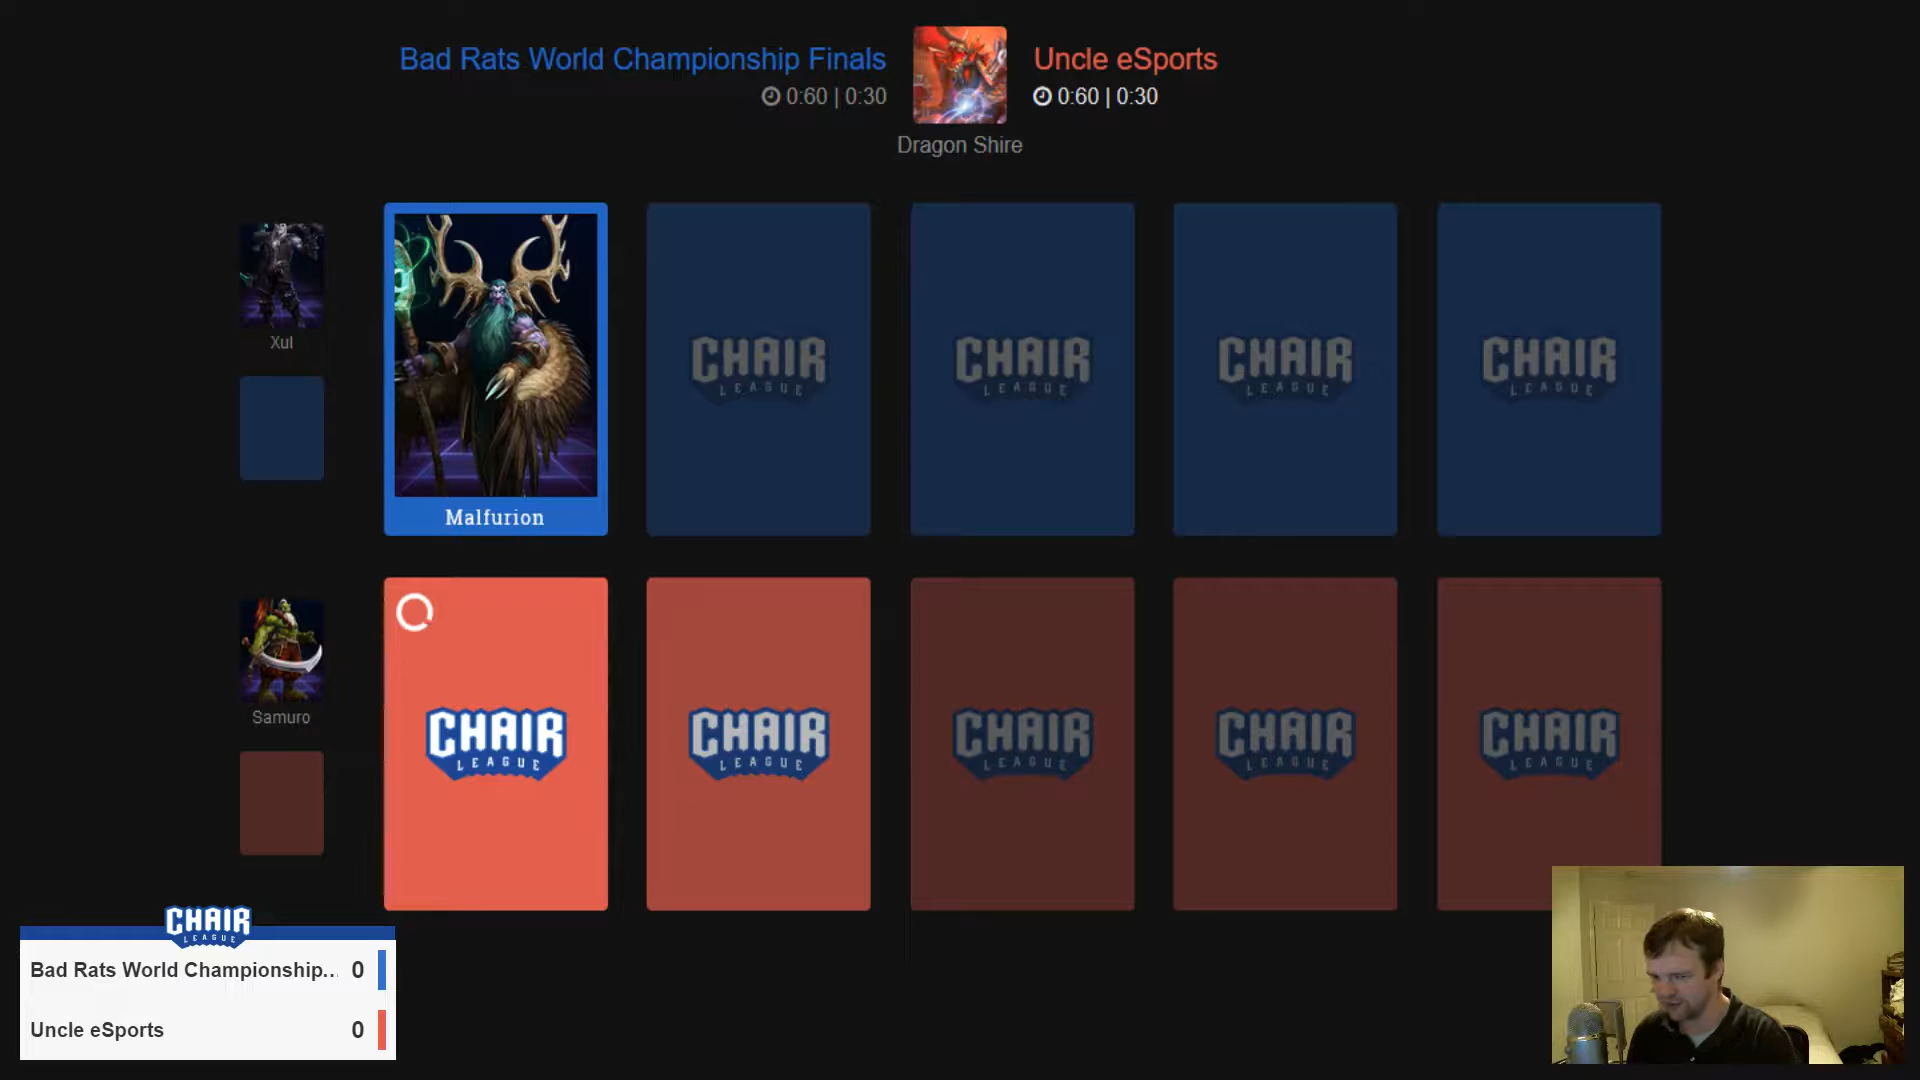 Bad Rats World Championship Finals
0:60 | 0:30
Uncle eSports
0:60 | 0:30
Dragon Shire
Xul
Malfurion
CHAIR
LEAGUE
CHAIR
LEAGUE
CHAIR
LEAGUE
CHAIR
LEAGUE
Samuro
CHAIR
LEAGUE
CHAIR
LEAGUE
CHAIR
LEAGUE
CHAIR
LEAGUE
CHAIR
LEAGUE
CHAIR
LEAGUE
Bad Rats World Championship... 0
Uncle eSports 0